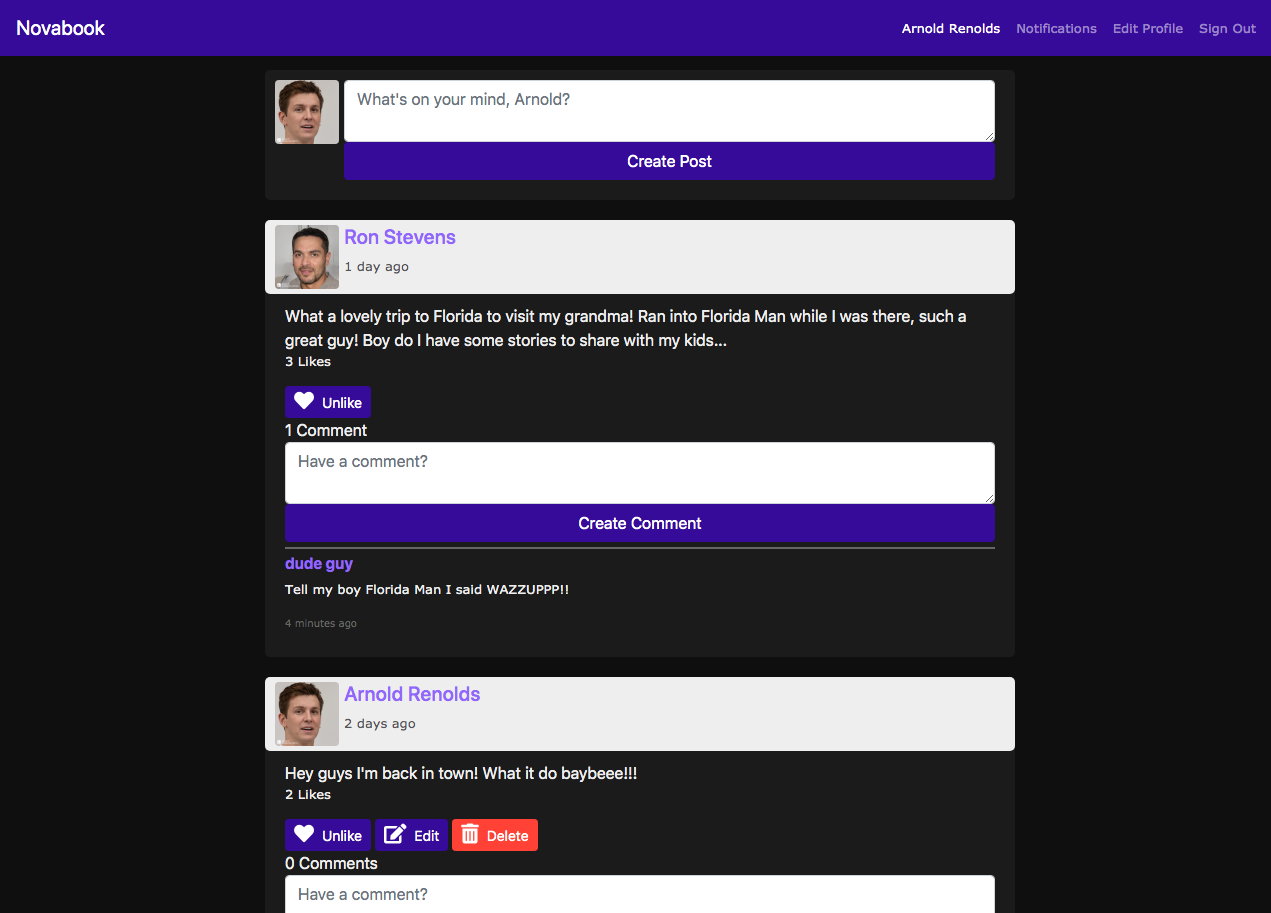 Novabook
Arnold Renolds Notifications Edit Profile Sign Out
What's on your mind, Arnold?
Create Post
Ron Stevens
1 day ago
What a lovely trip to Florida to visit my grandma! Ran into Florida Man while I was there, such a
great guy! Boy do I have some stories to share with my kids...
3 Likes
Unlike
1 Comment
Have a comment?
Create Comment
dude guy
Tell my boy Florida Man I said WAZZUPPP!!
4 minutes ago
Arnold Renolds
2 days ago
Hey guys I'm back in town! What it do baybeee!!!
2 Likes
Unlike Edit Delete
0 Comments
Have a comment?